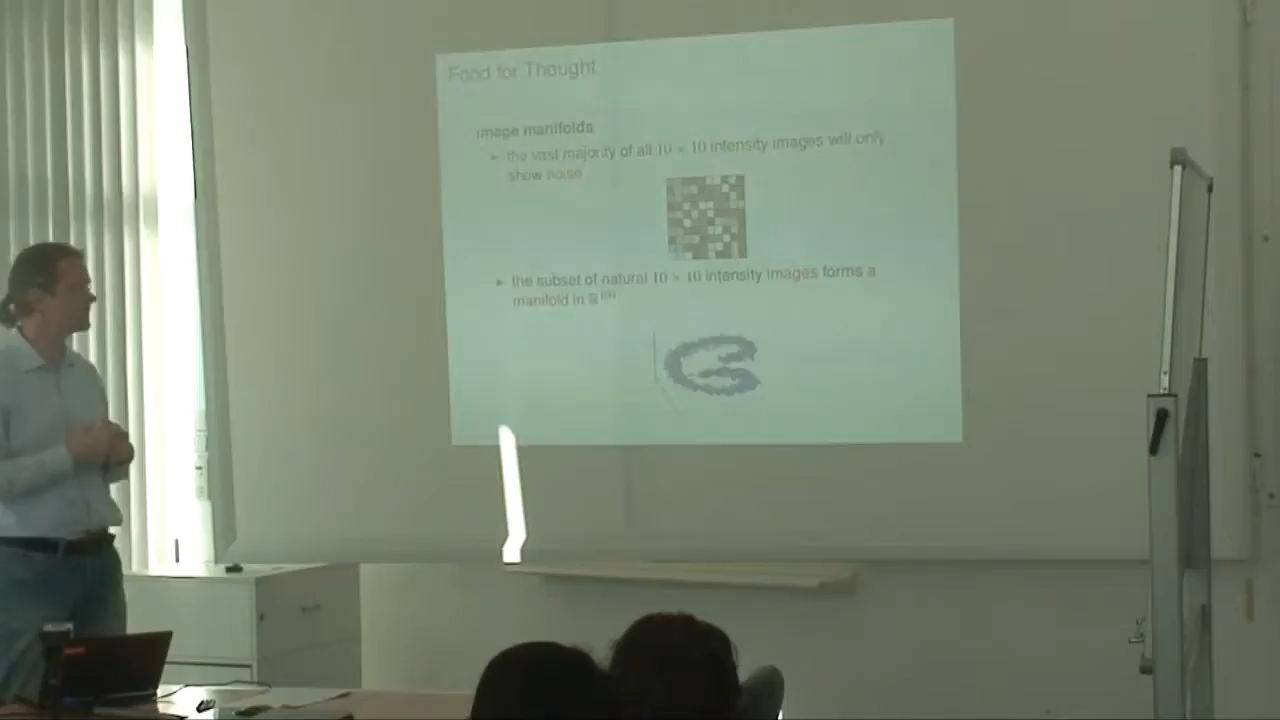 Food for Thought
image manifolds
► the vast majority of all 10 × 10 intensity images will only
show noise
► the subset of natural 10 × 10 intensity images forms a
manifold in ℝ¹⁰⁰